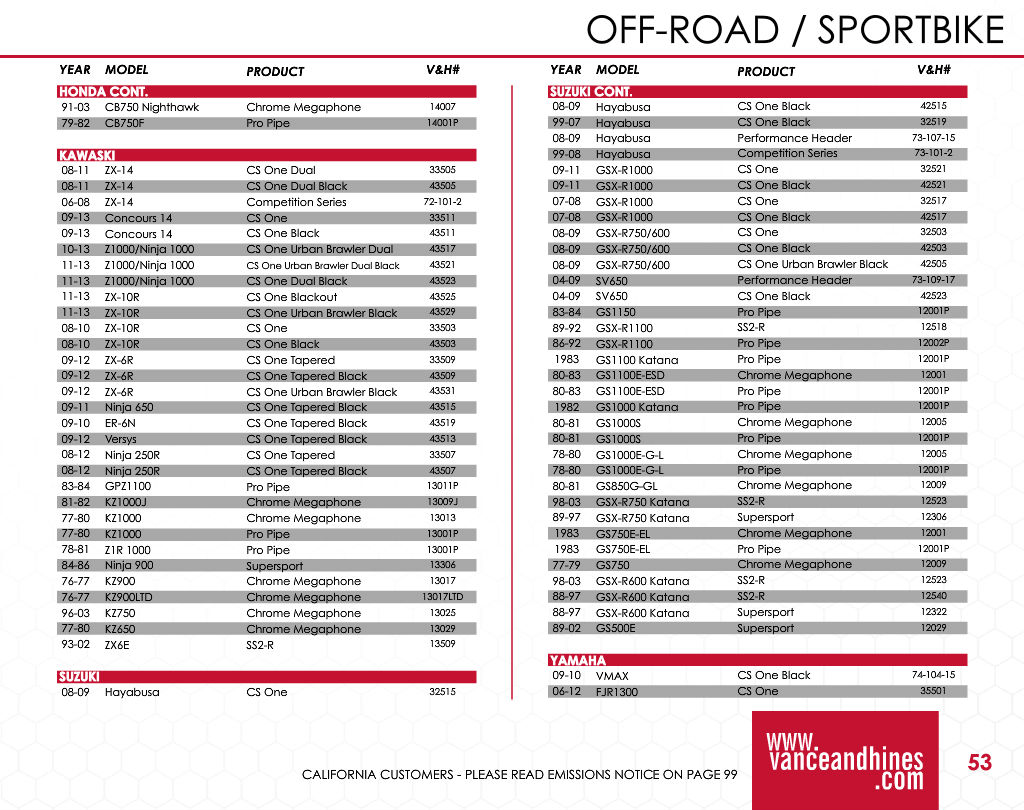 OFF-ROAD / SPORTBIKE
YEAR MODEL PRODUCT V&H#
HONDA CONT.
91-03 CB750 Nighthawk Chrome Megaphone 14007
79-82 CB750F Pro Pipe 14001P
KAWASKI
08-11 ZX-14 CS One Dual 33505
08-11 ZX-14 CS One Dual Black 43505
06-08 ZX-14 Competition Series 72-101-2
09-13 Concours 14 CS One 33511
09-13 Concours 14 CS One Black 43511
10-13 Z1000/Ninja 1000 CS One Urban Brawler Dual 43517
11-13 Z1000/Ninja 1000 CS One Urban Brawler Dual Black 43521
11-13 Z1000/Ninja 1000 CS One Dual Black 43523
11-13 ZX-10R CS One Blackout 43525
11-13 ZX-10R CS One Urban Brawler Black 43529
08-10 ZX-10R CS One 33503
08-10 ZX-10R CS One Black 43503
09-12 ZX-6R CS One Tapered 33509
09-12 ZX-6R CS One Tapered Black 43509
09-12 ZX-6R CS One Urban Brawler Black 43531
09-11 Ninja 650 CS One Tapered Black 43515
09-10 ER-6N CS One Tapered Black 43519
09-12 Versys CS One Tapered Black 43513
08-12 Ninja 250R CS One Tapered 33507
08-12 Ninja 250R CS One Tapered Black 43507
83-84 GPZ1100 Pro Pipe 13011P
81-82 KZ1000J Chrome Megaphone 13009J
77-80 KZ1000 Chrome Megaphone 13013
77-80 KZ1000 Pro Pipe 13001P
78-81 Z1R 1000 Pro Pipe 13001P
84-86 Ninja 900 Supersport 13306
76-77 KZ900 Chrome Megaphone 13017
76-77 KZ900LTD Chrome Megaphone 13017LTD
96-03 KZ750 Chrome Megaphone 13025
77-80 KZ650 Chrome Megaphone 13029
93-02 ZX6E SS2-R 13509
SUZUKI
08-09 Hayabusa CS One 32515
YEAR MODEL PRODUCT V&H#
SUZUKI CONT.
08-09 Hayabusa CS One Black 42515
99-07 Hayabusa CS One Black 32519
08-09 Hayabusa Performance Header 73-107-15
99-08 Hayabusa Competition Series 73-101-2
09-11 GSX-R1000 CS One 32521
09-11 GSX-R1000 CS One Black 42521
07-08 GSX-R1000 CS One 32517
07-08 GSX-R1000 CS One Black 42517
08-09 GSX-R750/600 CS One 32503
08-09 GSX-R750/600 CS One Black 42503
08-09 GSX-R750/600 CS One Urban Brawler Black 42505
04-09 SV650 Performance Header 73-109-17
04-09 SV650 CS One Black 42523
83-84 GS1150 Pro Pipe 12001P
89-92 GSX-R1100 SS2-R 12518
86-92 GSX-R1100 Pro Pipe 12002P
1983 GS1100 Katana Pro Pipe 12001P
80-83 GS1100E-ESD Chrome Megaphone 12001
80-83 GS1100E-ESD Pro Pipe 12001P
1982 GS1000 Katana Pro Pipe 12001P
80-81 GS1000S Chrome Megaphone 12005
80-81 GS1000S Pro Pipe 12001P
78-80 GS1000E-G-L Chrome Megaphone 12005
78-80 GS1000E-G-L Pro Pipe 12001P
80-81 GS850G-GL Chrome Megaphone 12009
98-03 GSX-R750 Katana SS2-R 12523
89-97 GSX-R750 Katana Supersport 12306
1983 GS750E-EL Chrome Megaphone 12001
1983 GS750E-EL Pro Pipe 12001P
77-79 GS750 Chrome Megaphone 12009
98-03 GSX-R600 Katana SS2-R 12523
88-97 GSX-R600 Katana SS2-R 12540
88-97 GSX-R600 Katana Supersport 12322
89-02 GS500E Supersport 12029
YAMAHA
09-10 VMAX CS One Black 74-104-15
06-12 FJR1300 CS One 35501
CALIFORNIA CUSTOMERS - PLEASE READ EMISSIONS NOTICE ON PAGE 99
www.
vanceandhines
.com
53